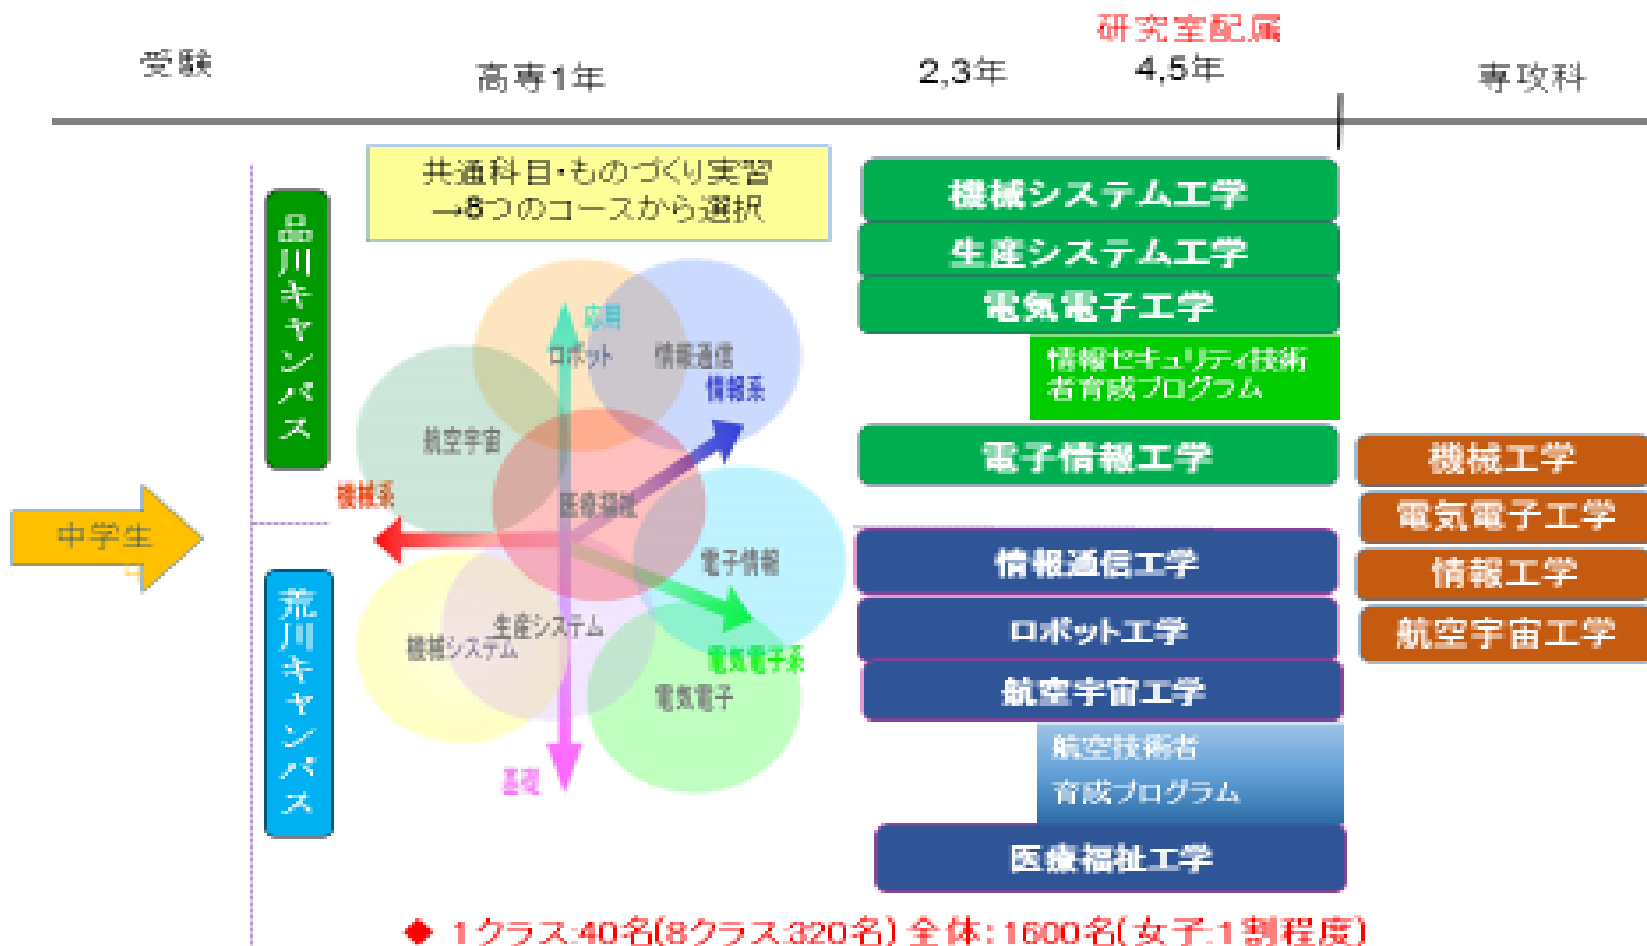 受験
高専1年
2,3年
研究室配属
4,5年
専攻科
共通科目・ものづくり実習
→8つのコースから選択
品川キャンパス
荒川キャンパス
中学生
応用
ロボット
情報通信
情報系
航空宇宙
機械系
医療福祉
電子情報
生産システム
機械システム
電気電子系
電気電子
基礎
機械システム工学
生産システム工学
電気電子工学
情報セキュリティ技術
者育成プログラム
電子情報工学
情報通信工学
ロボット工学
航空宇宙工学
航空技術者
育成プログラム
医療福祉工学
機械工学
電気電子工学
情報工学
航空宇宙工学
◆ 1クラス:40名(8クラス320名) 全体: 1600名(女子:1割程度)